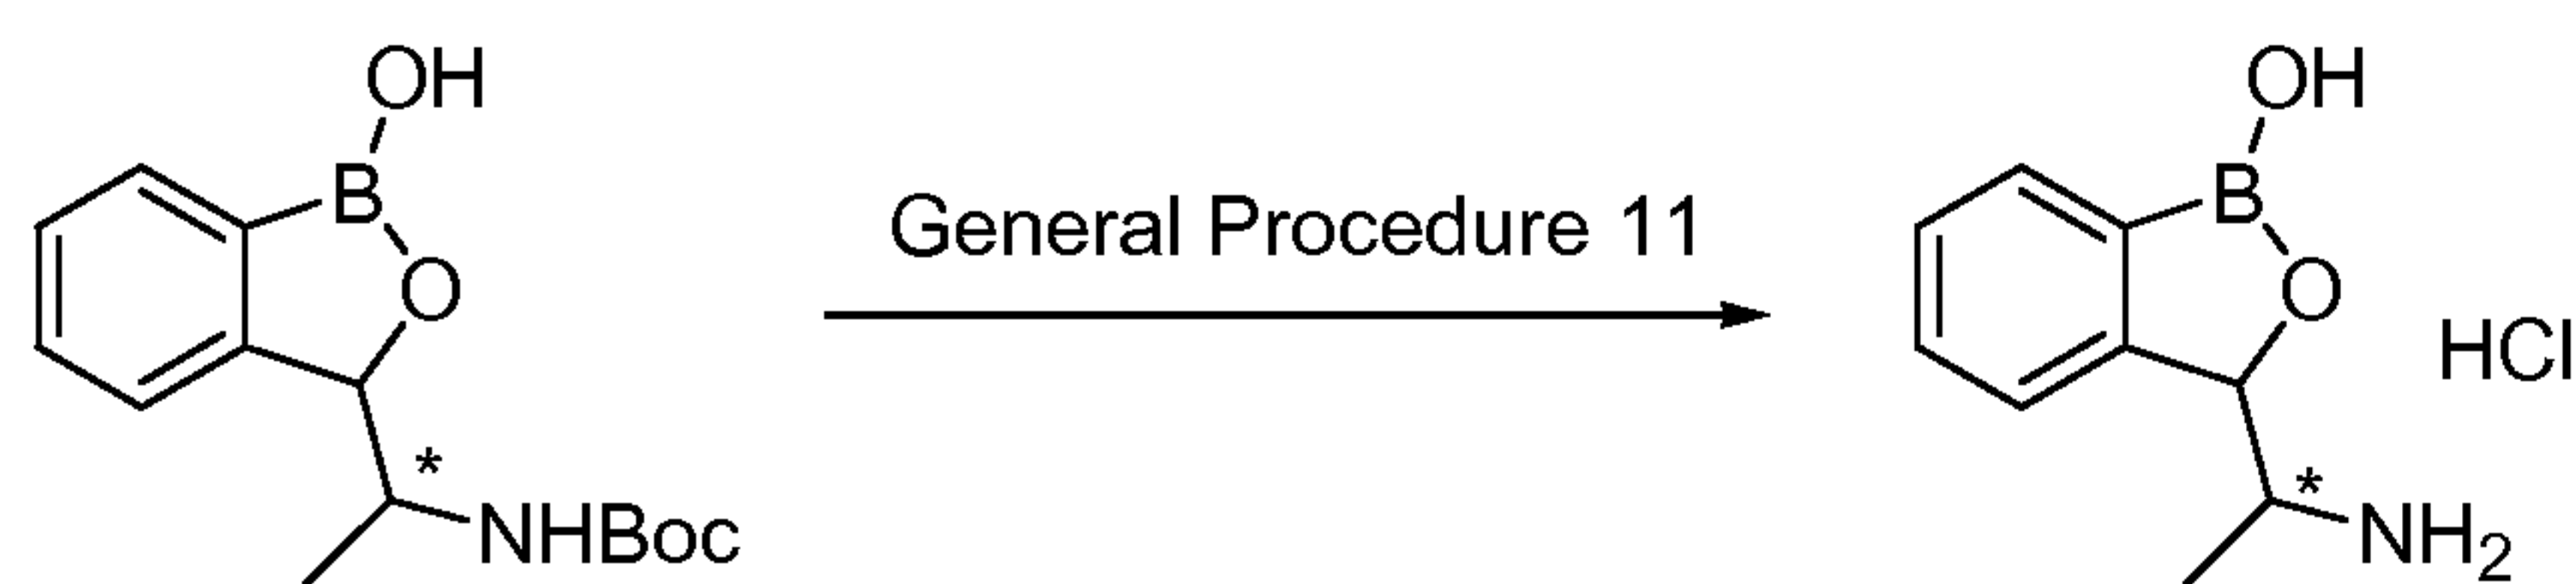 OH
B
O
*
NHBoc
General Procedure 11
OH
B
O
HCl
*
NH2